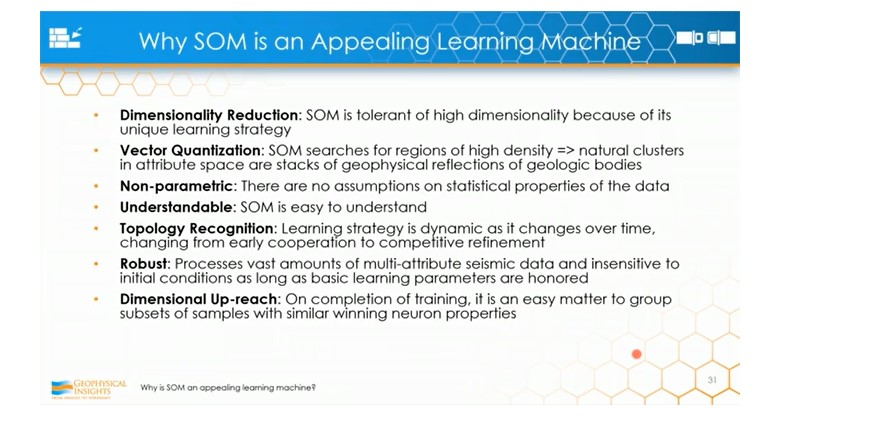 Why SOM is an Appealing Learning Machine
• Dimensionality Reduction: SOM is tolerant of high dimensionality because of its
unique learning strategy
• Vector Quantization: SOM searches for regions of high density => natural clusters
in attribute space are stacks of geophysical reflections of geologic bodies
• Non-parametric: There are no assumptions on statistical properties of the data
• Understandable: SOM is easy to understand
• Topology Recognition: Learning strategy is dynamic as it changes over time,
changing from early cooperation to competitive refinement
• Robust: Processes vast amounts of multi-attribute seismic data and insensitive to
initial conditions as long as basic learning parameters are honored
• Dimensional Up-reach: On completion of training, it is an easy matter to group
subsets of samples with similar winning neuron properties
GEOPHYSICAL
INSIGHTS
Why is SOM an appealing learning machine?
31